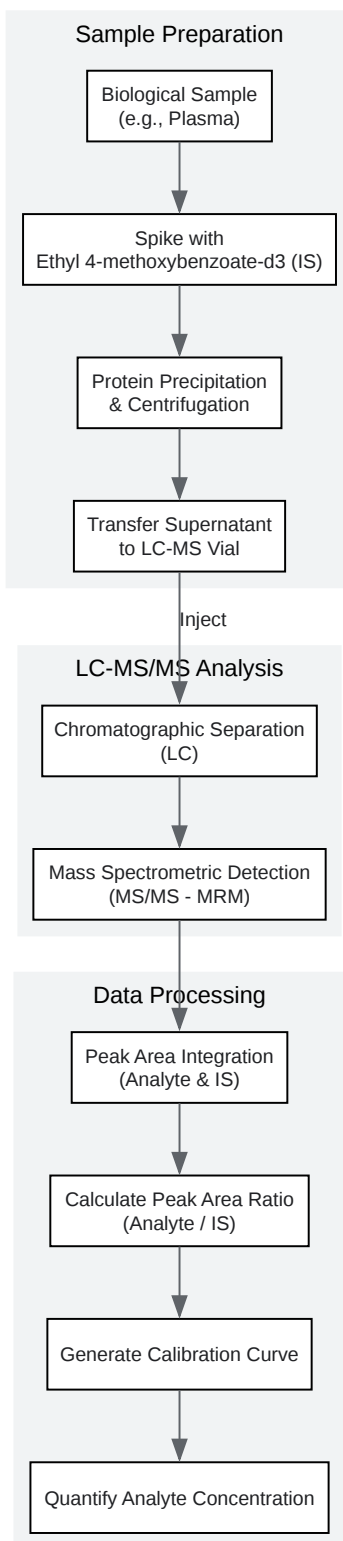 Sample Preparation
Biological Sample
(e.g., Plasma)
Spike with
Ethyl 4-methoxybenzoate-d3 (IS)
Protein Precipitation
& Centrifugation
Transfer Supernatant
to LC-MS Vial
Inject
LC-MS/MS Analysis
Chromatographic Separation
(LC)
Mass Spectrometric Detection
(MS/MS - MRM)
Data Processing
Peak Area Integration
(Analyte & IS)
Calculate Peak Area Ratio
(Analyte / IS)
Generate Calibration Curve
Quantify Analyte Concentration